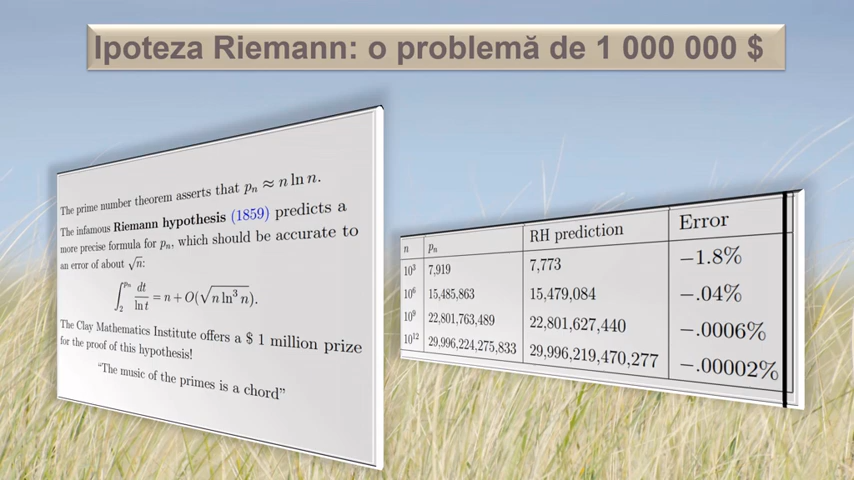 Ipoteza Riemann: o problemă de 1 000 000 $
The prime number theorem asserts that pₙ ≈ n ln n.
The infamous Riemann hypothesis (1859) predicts a
more precise formula for pₙ, which should be accurate to
an error of about √n:
∫₂^{pₙ} dt/ln t = n + O(√(n ln³ n)).
The Clay Mathematics Institute offers a $ 1 million prize
for the proof of this hypothesis!
“The music of the primes is a chord”
n pₙ RH prediction Error
10³ 7,919 7,773 −1.8%
10⁶ 15,485,863 15,479,084 −.04%
10⁹ 22,801,763,489 22,801,627,440 −.0006%
10¹² 29,996,224,275,833 29,996,219,470,277 −.00002%